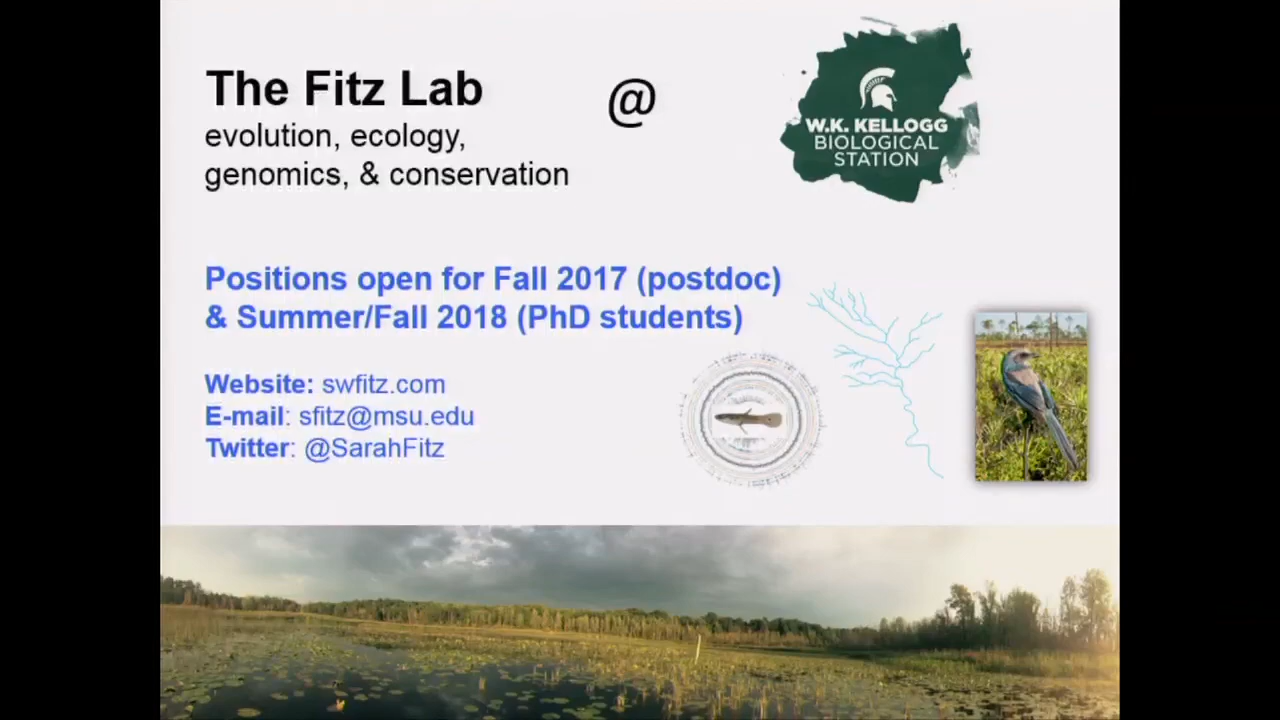 The Fitz Lab
evolution, ecology,
genomics, & conservation
@
W.K. KELLOGG
BIOLOGICAL
STATION
Positions open for Fall 2017 (postdoc)
& Summer/Fall 2018 (PhD students)
Website: swfitz.com
E-mail: sfitz@msu.edu
Twitter: @SarahFitz